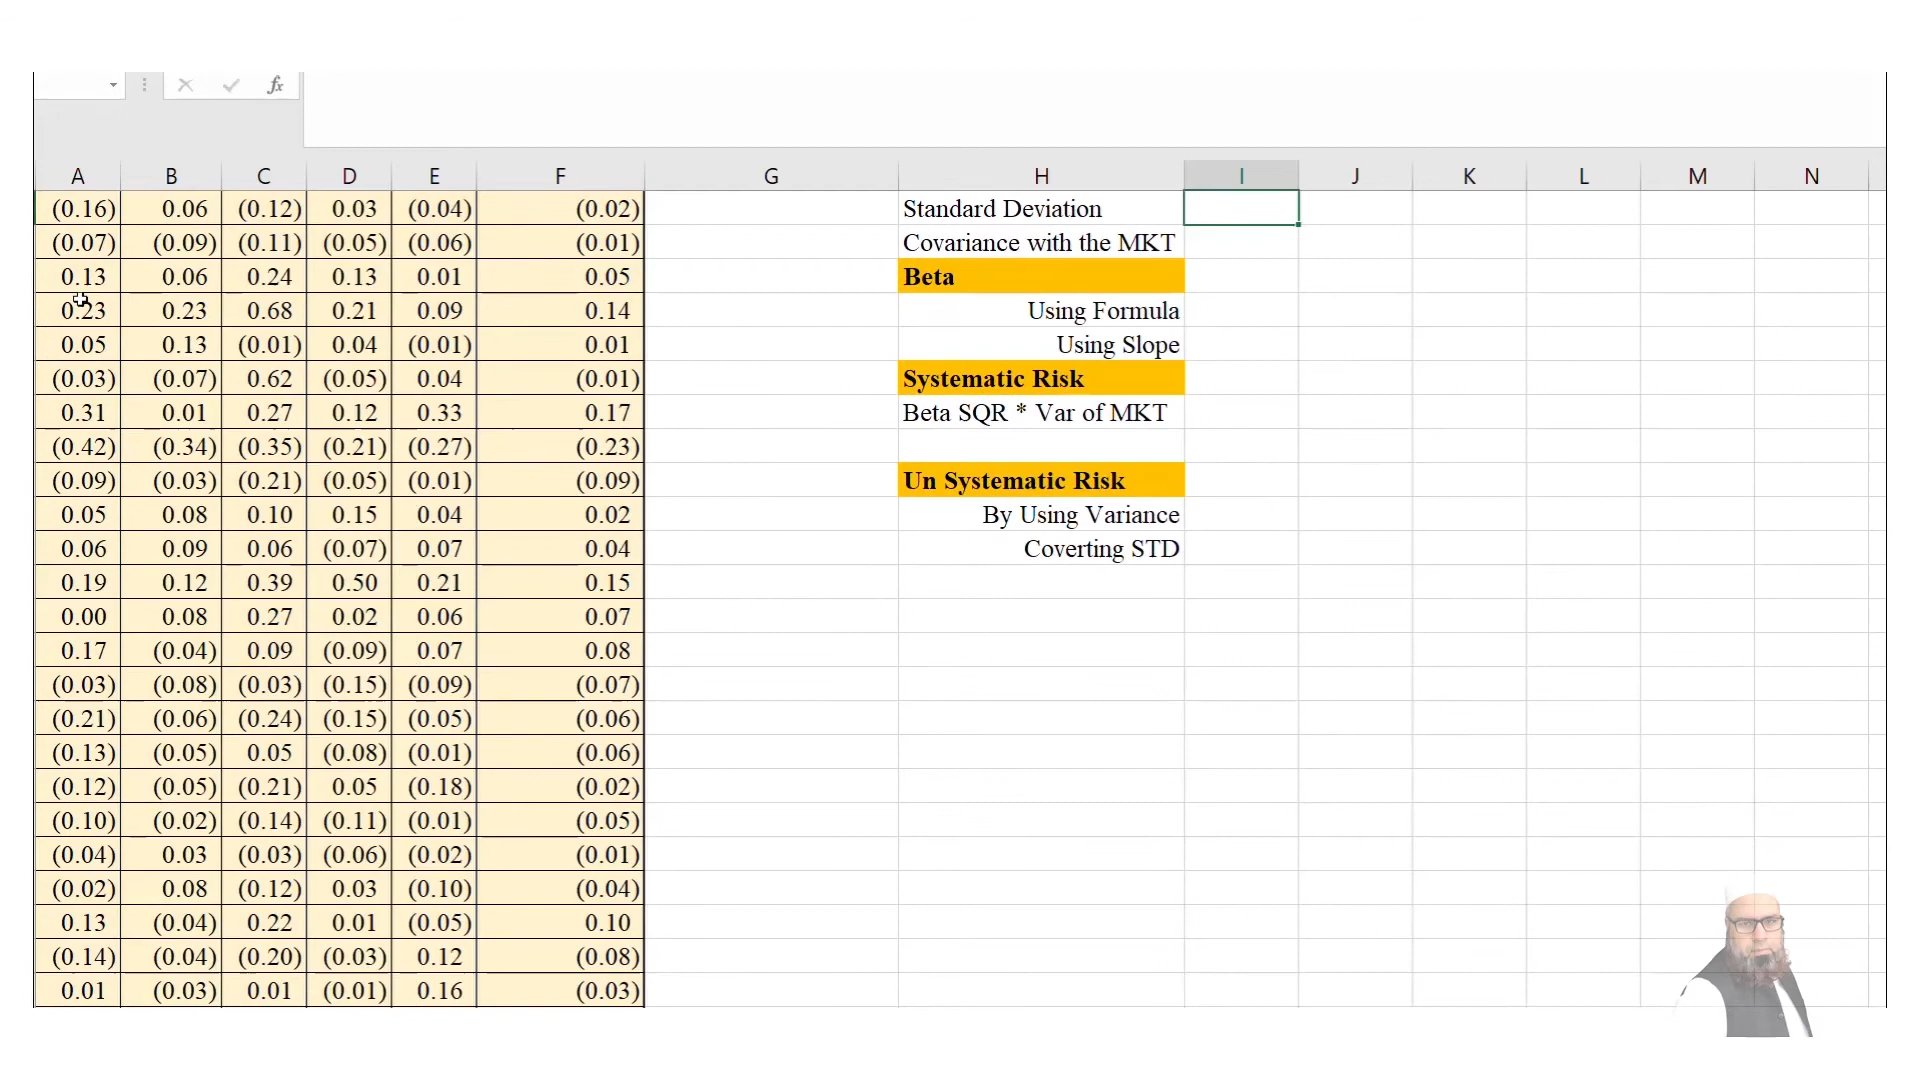 fx
A B C D E F G H I J K L M N
(0.16) 0.06 (0.12) 0.03 (0.04) (0.02) Standard Deviation
(0.07) (0.09) (0.11) (0.05) (0.06) (0.01) Covariance with the MKT
0.13 0.06 0.24 0.13 0.01 0.05 Beta
0.23 0.23 0.68 0.21 0.09 0.14 Using Formula
0.05 0.13 (0.01) 0.04 (0.01) 0.01 Using Slope
(0.03) (0.07) 0.62 (0.05) 0.04 (0.01) Systematic Risk
0.31 0.01 0.27 0.12 0.33 0.17 Beta SQR * Var of MKT
(0.42) (0.34) (0.35) (0.21) (0.27) (0.23)
(0.09) (0.03) (0.21) (0.05) (0.01) (0.09) Un Systematic Risk
0.05 0.08 0.10 0.15 0.04 0.02 By Using Variance
0.06 0.09 0.06 (0.07) 0.07 0.04 Coverting STD
0.19 0.12 0.39 0.50 0.21 0.15
0.00 0.08 0.27 0.02 0.06 0.07
0.17 (0.04) 0.09 (0.09) 0.07 0.08
(0.03) (0.08) (0.03) (0.15) (0.09) (0.07)
(0.21) (0.06) (0.24) (0.15) (0.05) (0.06)
(0.13) (0.05) 0.05 (0.08) (0.01) (0.06)
(0.12) (0.05) (0.21) 0.05 (0.18) (0.02)
(0.10) (0.02) (0.14) (0.11) (0.01) (0.05)
(0.04) 0.03 (0.03) (0.06) (0.02) (0.01)
(0.02) 0.08 (0.12) 0.03 (0.10) (0.04)
0.13 (0.04) 0.22 0.01 (0.05) 0.10
(0.14) (0.04) (0.20) (0.03) 0.12 (0.08)
0.01 (0.03) 0.01 (0.01) 0.16 (0.03)